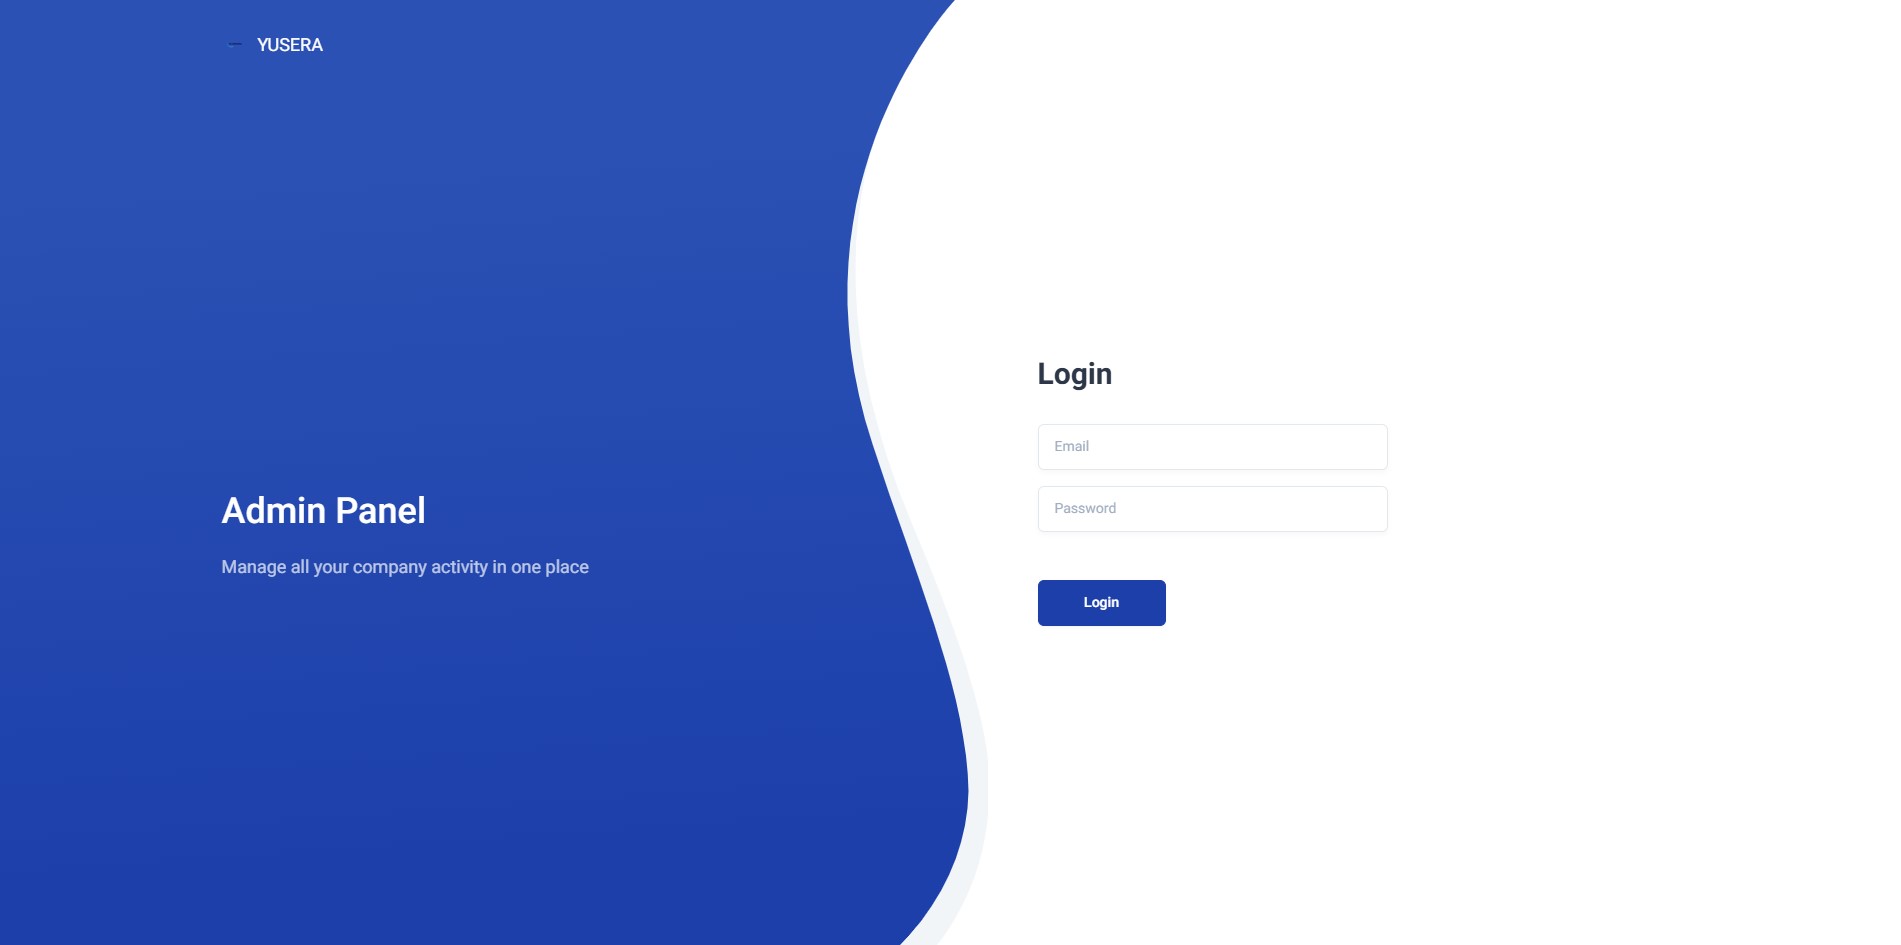 YUSERA
Admin Panel
Manage all your company activity in one place
Login
Email
Password
Login